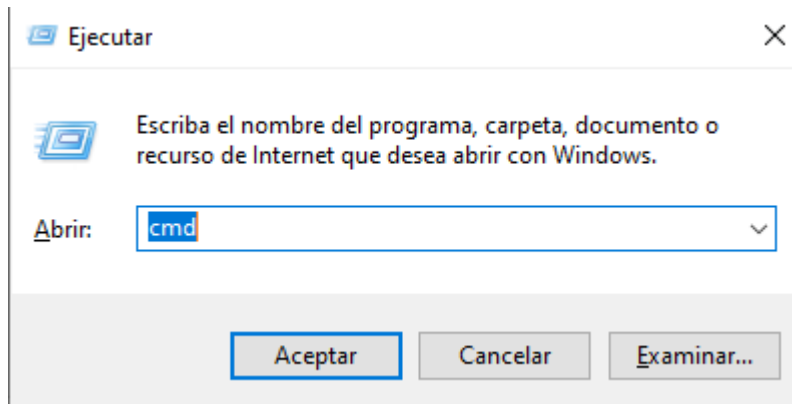 Ejecutar
Escriba el nombre del programa, carpeta, documento o
recurso de Internet que desea abrir con Windows.
Abrir: cmd
Aceptar Cancelar Examinar...